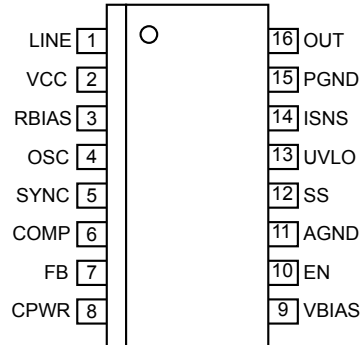 LINE 1 16 OUT
VCC 2 15 PGND
RBIAS 3 14 ISNS
OSC 4 13 UVLO
SYNC 5 12 SS
COMP 6 11 AGND
FB 7 10 EN
CPWR 8 9 VBIAS